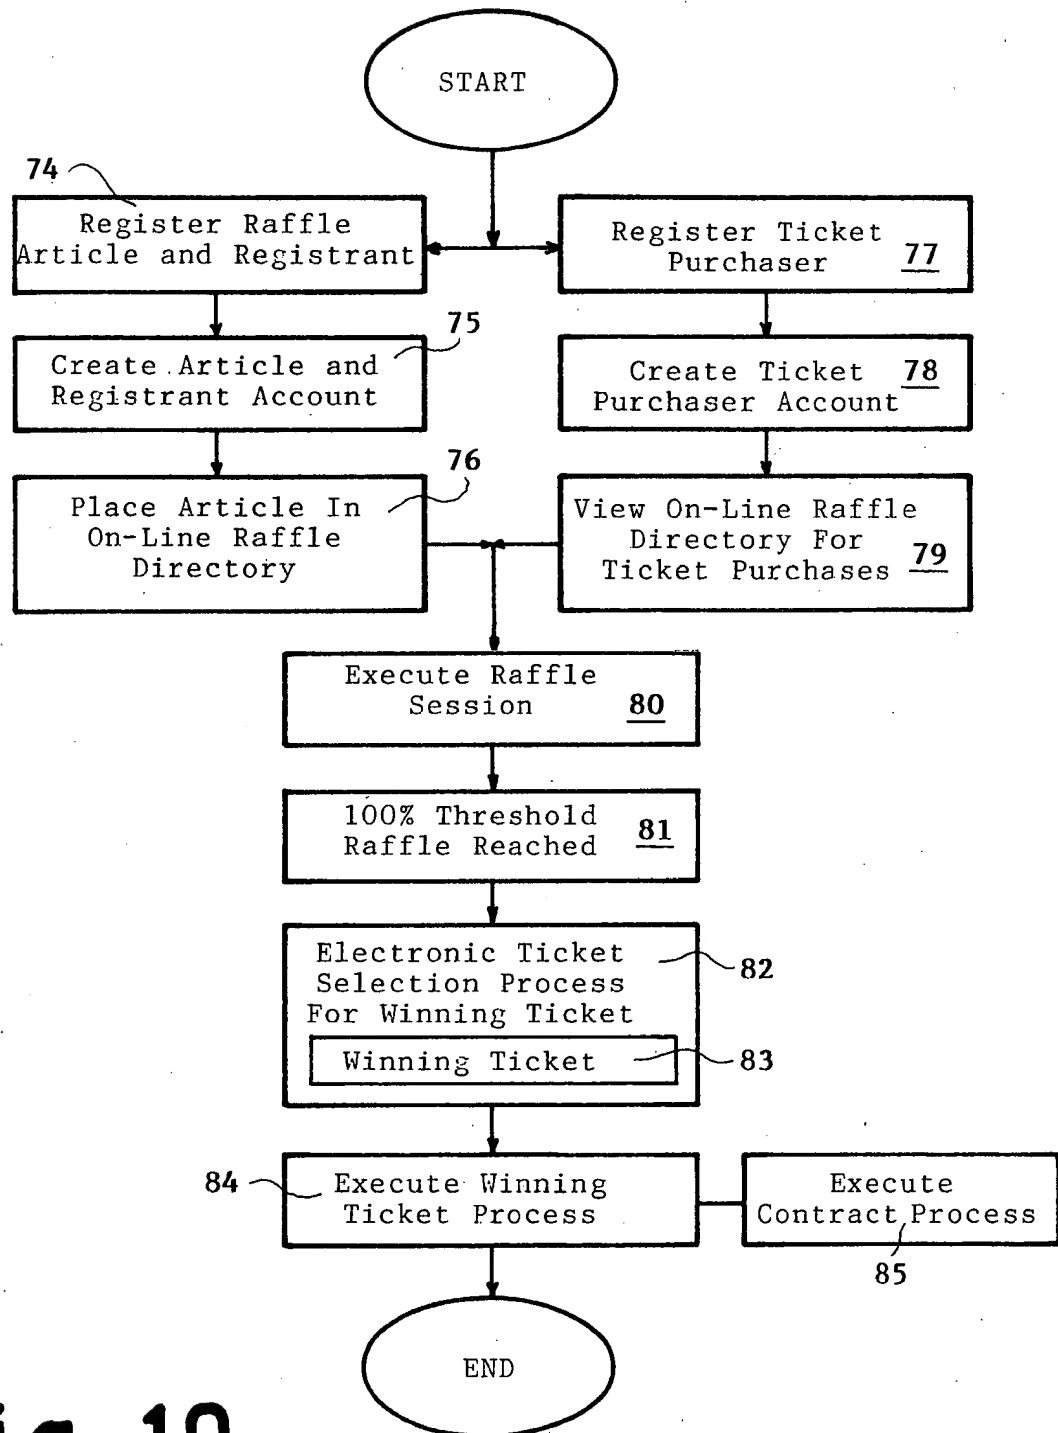 START
74
Register Raffle
Article and Registrant
Register Ticket
Purchaser 77
75
Create Article and
Registrant Account
Create Ticket 78
Purchaser Account
76
Place Article In
On-Line Raffle
Directory
View On-Line Raffle
Directory For
Ticket Purchases 79
Execute Raffle
Session 80
100% Threshold
Raffle Reached 81
Electronic Ticket
Selection Process
For Winning Ticket
82
Winning Ticket
83
84
Execute Winning
Ticket Process
Execute
Contract Process
85
END